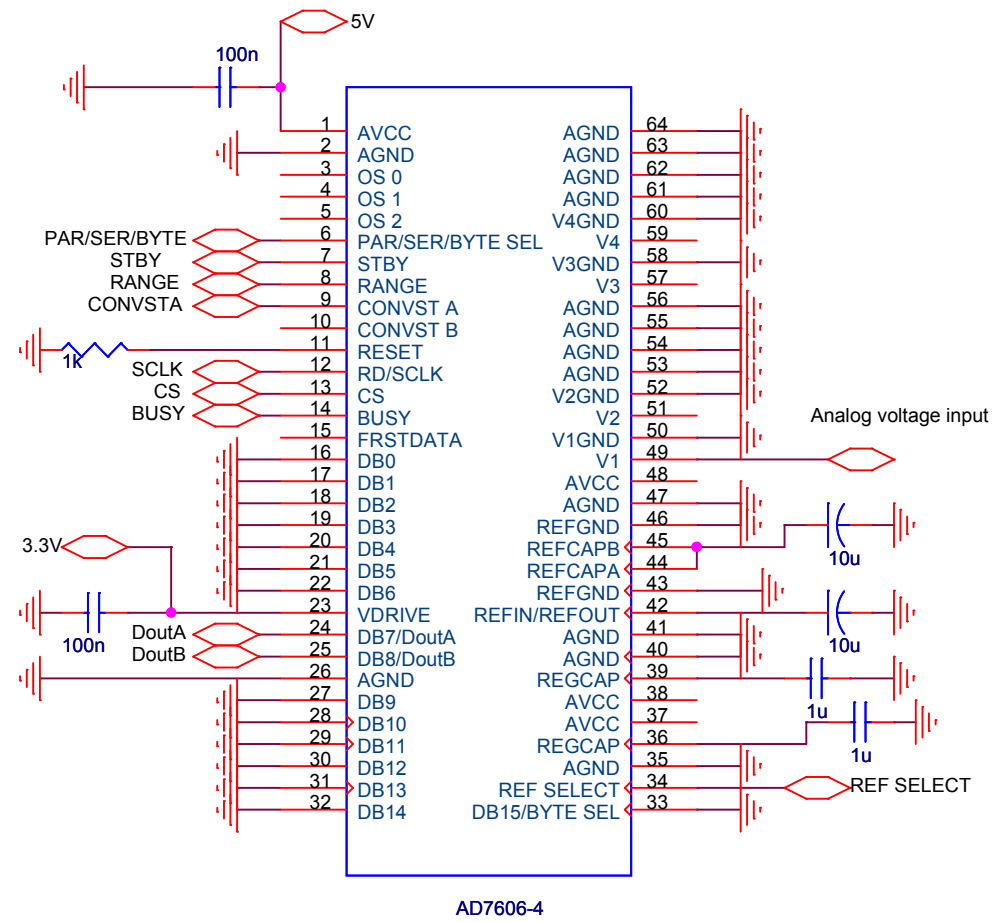 5V
100n
1 AVCC
2 AGND
3 OS 0
4 OS 1
5 OS 2
PAR/SER/BYTE 6 PAR/SER/BYTE SEL
STBY 7 STBY
RANGE 8 RANGE
CONVSTA 9 CONVST A
10 CONVST B
1k 11 RESET
SCLK 12 RD/SCLK
CS 13 CS
BUSY 14 BUSY
15 FRSTDATA
16 DB0
17 DB1
18 DB2
19 DB3
3.3V 20 DB4
21 DB5
22 DB6
23 VDRIVE
100n
DoutA 24 DB7/DoutA
DoutB 25 DB8/DoutB
26 AGND
27 DB9
28 DB10
29 DB11
30 DB12
31 DB13
32 DB14
AGND 64
AGND 63
AGND 62
AGND 61
V4GND 60
V4 59
V3GND 58
V3 57
AGND 56
AGND 55
AGND 54
AGND 53
V2GND 52
V2 51
Analog voltage input
V1GND 50
V1 49
AVCC 48
AGND 47
REFGND 46
REFCAPB 45
10u
REFCAPA 44
REFGND 43
REFIN/REFOUT 42
10u
AGND 41
AGND 40
REGCAP 39
1u
AVCC 38
AVCC 37
REGCAP 36
1u
AGND 35
REF SELECT 34 REF SELECT
DB15/BYTE SEL 33
AD7606-4